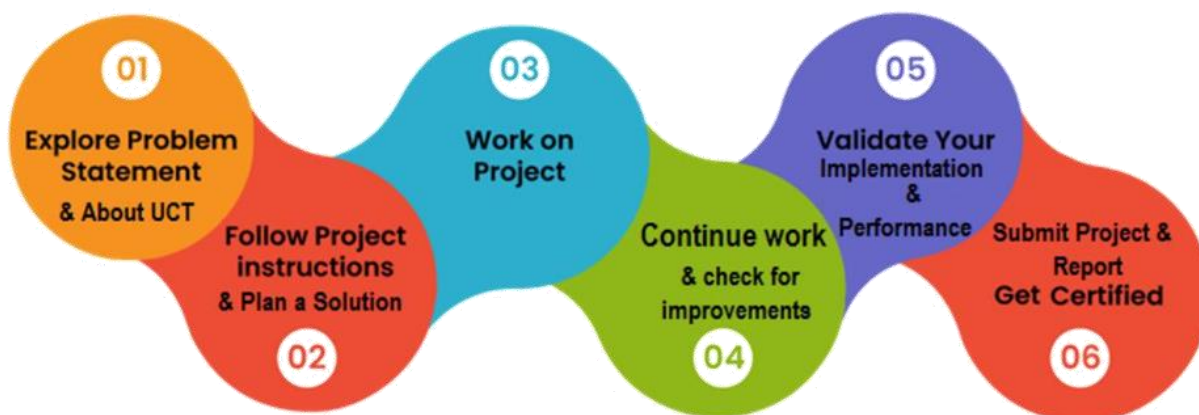 01
Explore Problem
Statement
& About UCT
Follow Project
instructions
& Plan a Solution
02
03
Work on
Project
Continue work
& check for
improvements
04
05
Validate Your
Implementation
&
Performance
Submit Project &
Report
Get Certified
06